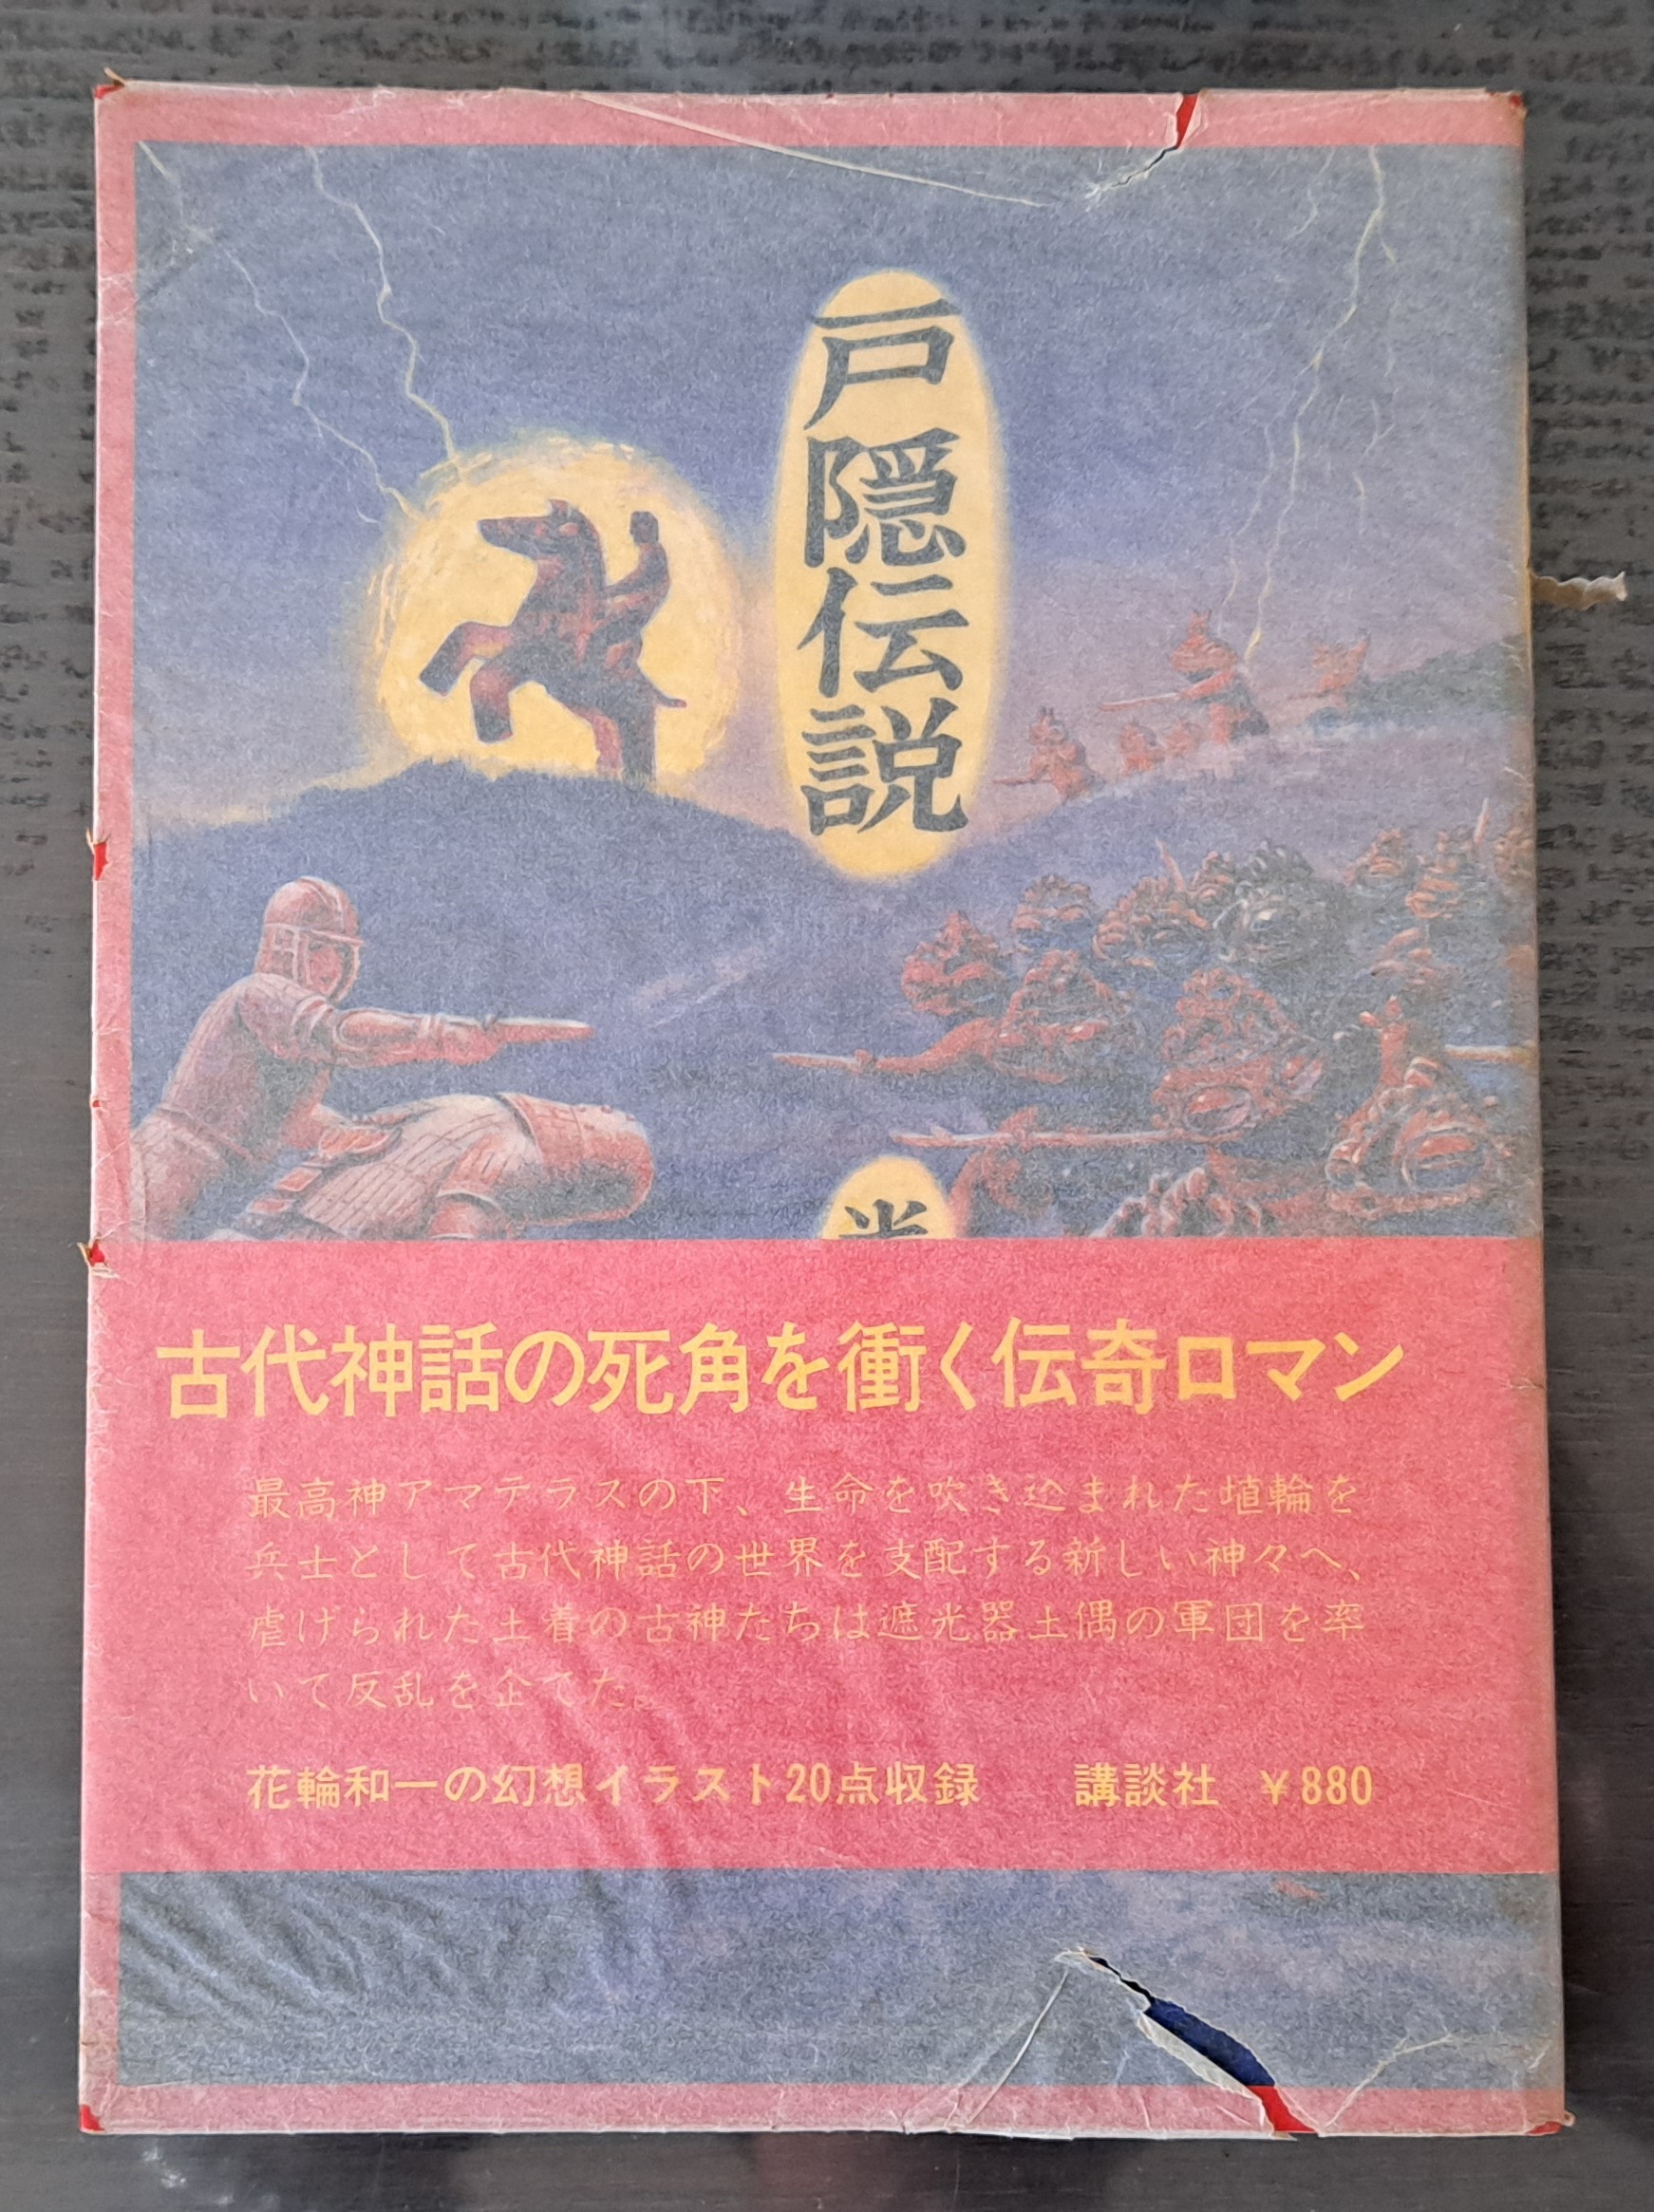 戸隠伝説
半
古代神話の死角を衝く伝奇ロマン
最高神アマテラスの下、生命を吹き込まれた埴輪を
兵士として古代神話の世界を支配する新しい神々へ、
虐げられた土着の古神たちは遮光器土偶の軍団を率
いて反乱を企てた。
花輪和一の幻想イラスト20点収録　講談社　￥880